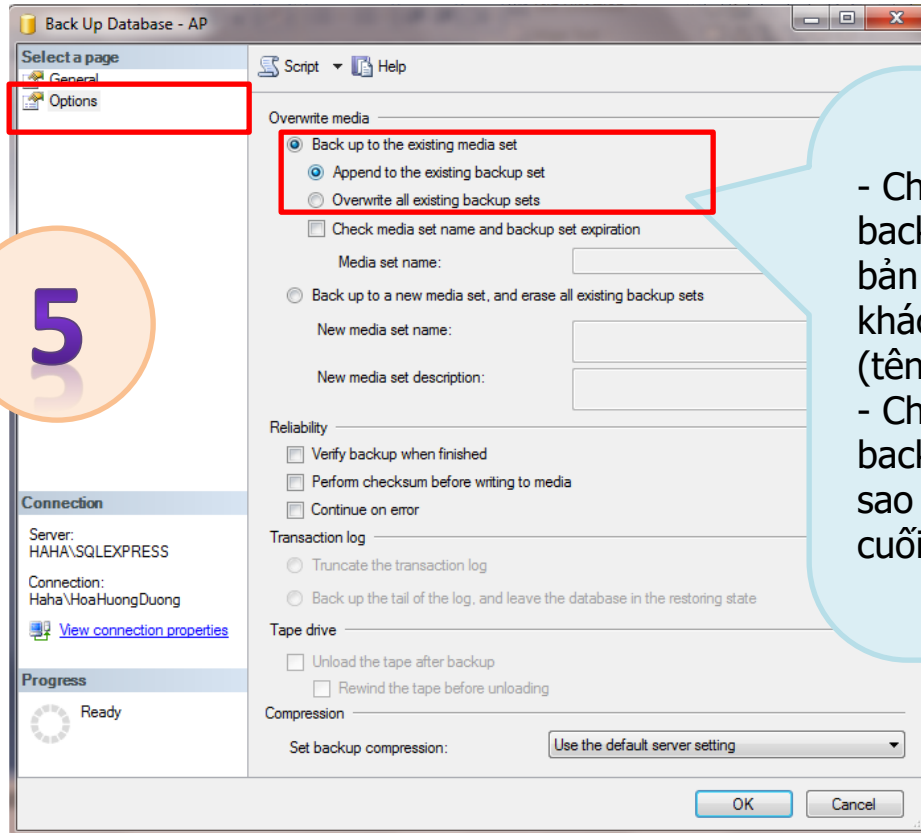 Back Up Database - AP
Select a page
General
Options
Script
Help
Overwrite media
Back up to the existing media set
Append to the existing backup set
Overwrite all existing backup sets
Check media set name and backup set expiration
Media set name:
Back up to a new media set, and erase all existing backup sets
New media set name:
New media set description:
Reliability
Verify backup when finished
Perform checksum before writing to media
Continue on error
Transaction log
Truncate the transaction log
Back up the tail of the log, and leave the database in the restoring state
Tape drive
Unload the tape after backup
Rewind the tape before unloading
Compression
Set backup compression:
Use the default server setting
OK
Cancel
5
Connection
Server:
HAHA\SQLEXPRESS
Connection:
Haha\HoaHuongDuong
View connection properties
Progress
Ready
- Ch
back
bản
khác
(tên
- Ch
back
sao
cuối